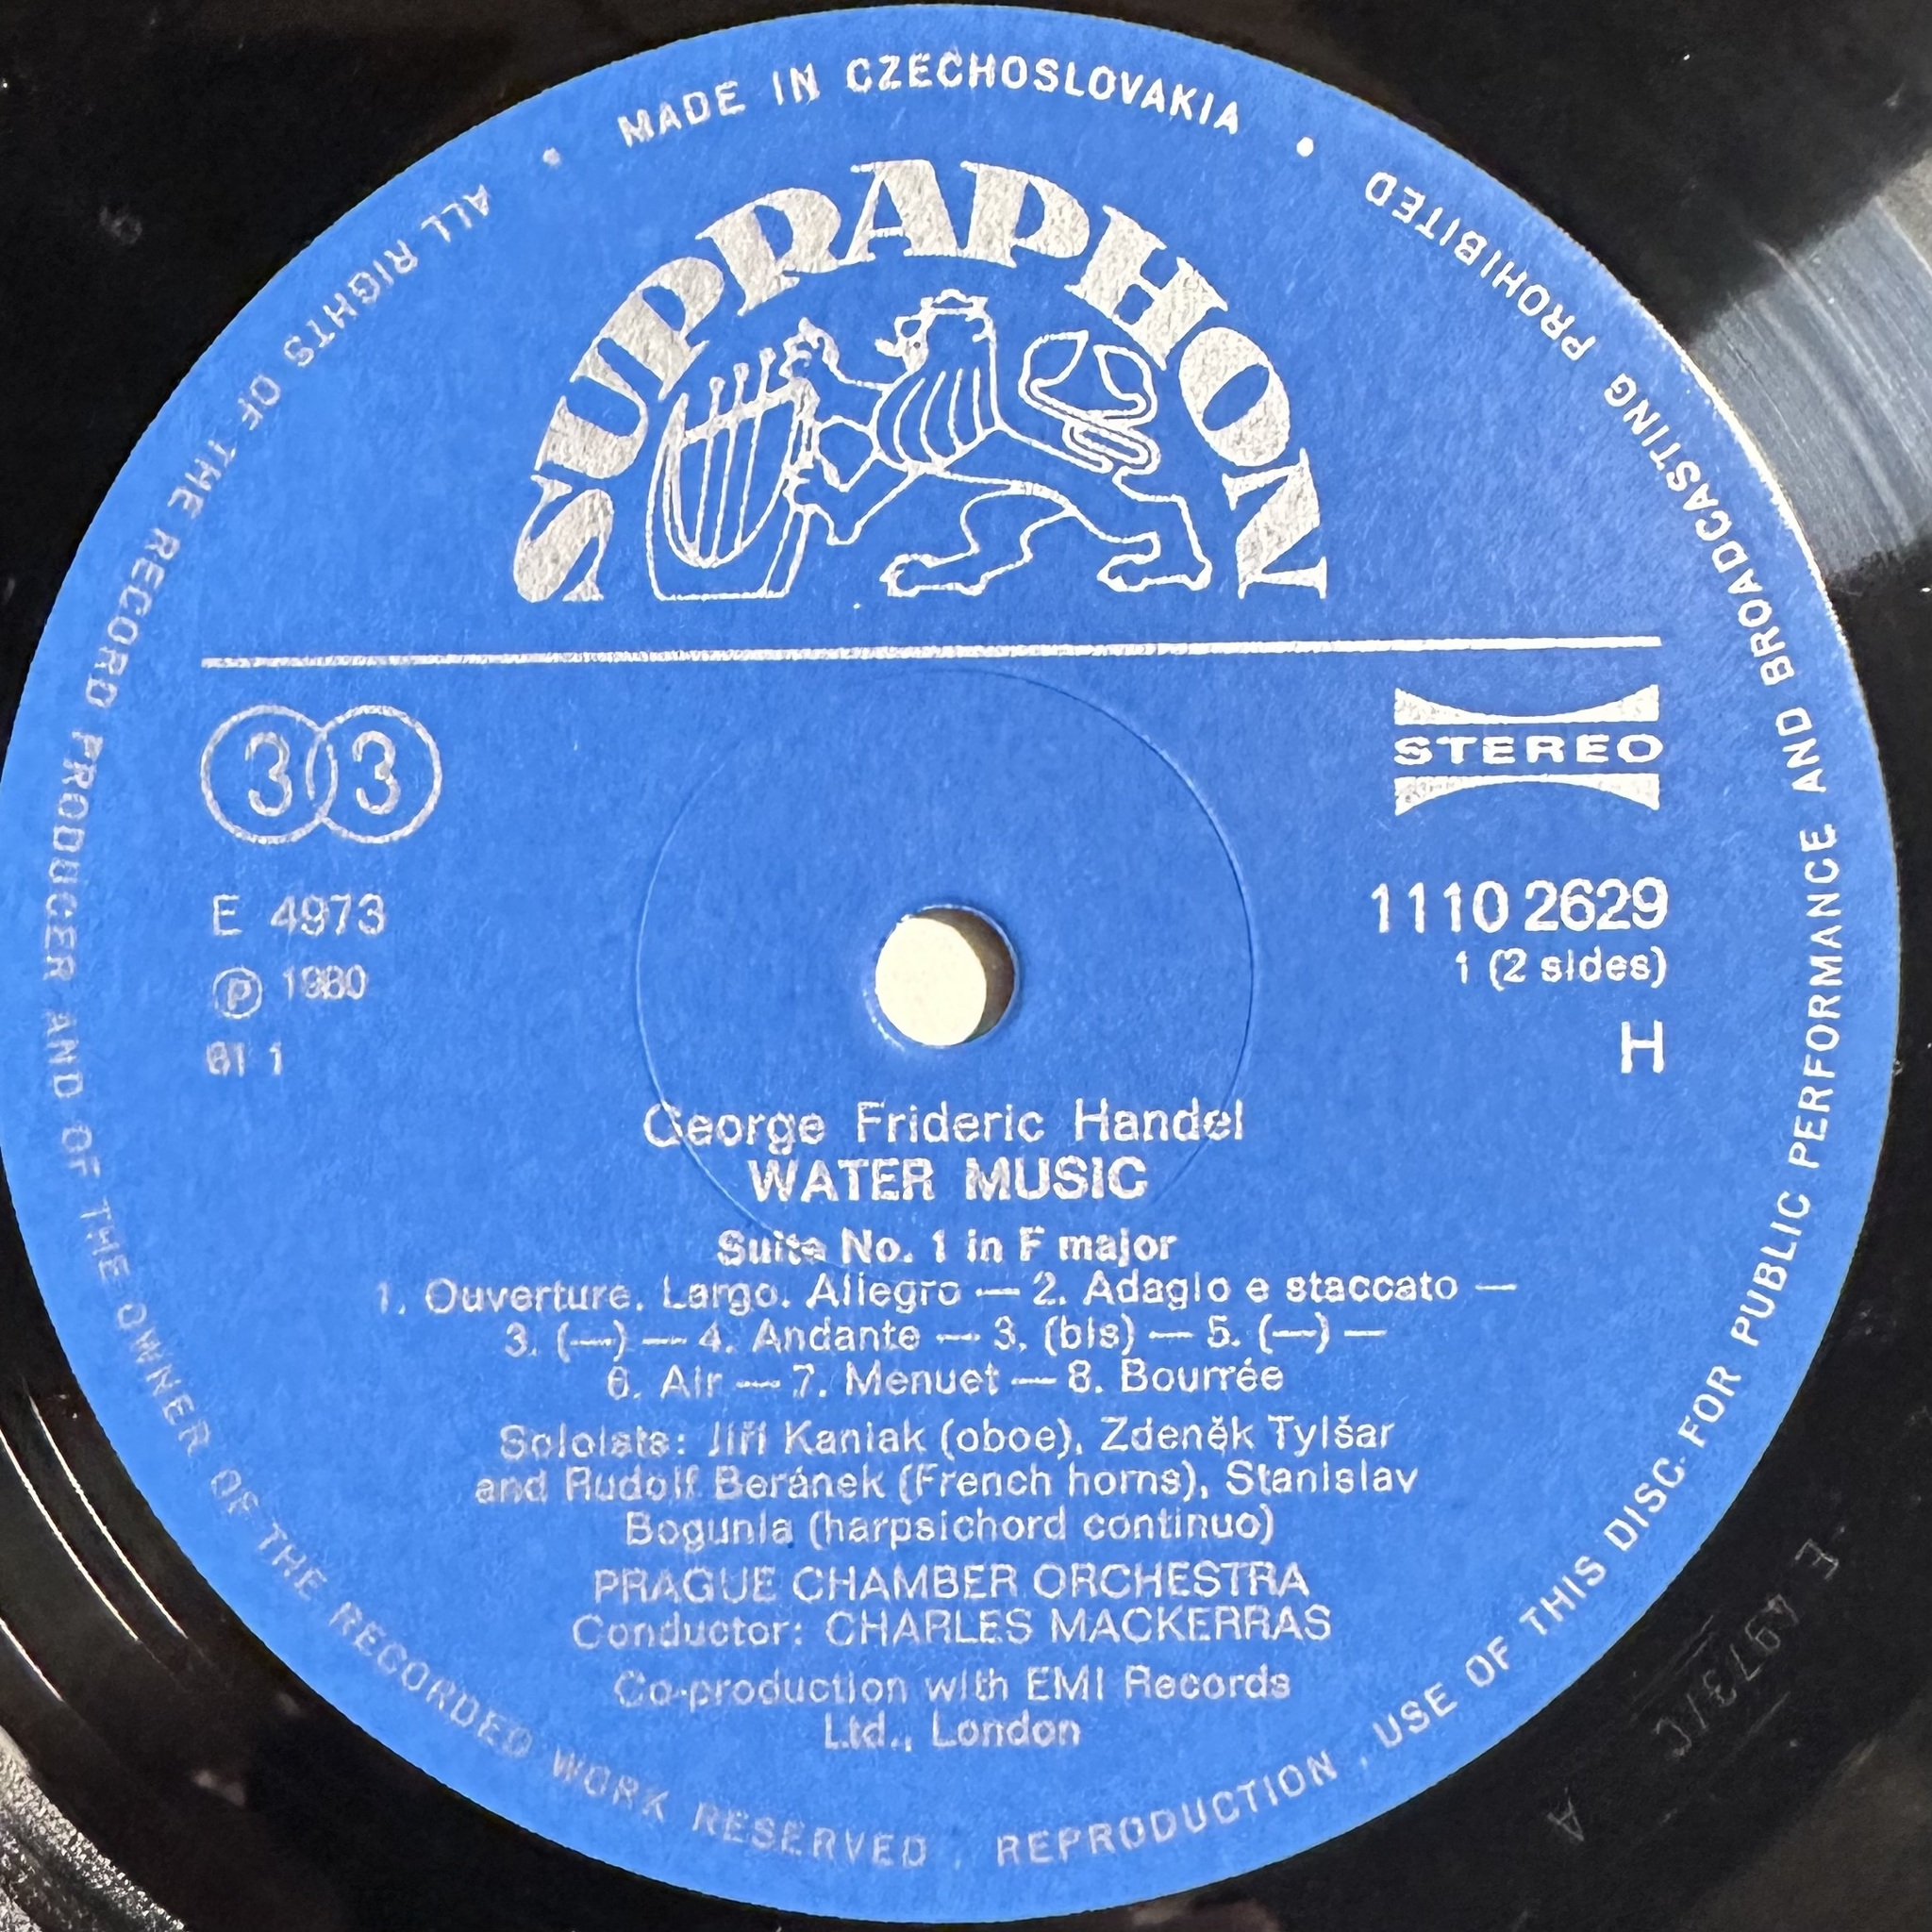 MADE IN CZECHOSLOVAKIA
ALL RIGHTS OF THE RECORD PRODUCER AND OF THE OWNER OF THE RECORDED WORK RESERVED . REPRODUCTION . USE OF THIS DISC. FOR PUBLIC PERFORMANCE AND BROADCASTING PROHIBITED
SUPRAPHON
33
STEREO
E 4973
1110 2629
Ⓟ 1980
1 (2 sides)
H
George Frideric Handel
WATER MUSIC
Suite No. 1 in F major
1. Ouverture. Largo. Allegro — 2. Adagio e staccato —
3. (—) — 4. Andante — 3. (bis) — 5. (—) —
6. Air — 7. Menuet — 8. Bourrée
Soloists: Jiří Kaniak (oboe), Zdeněk Tylšar
and Rudolf Beránek (French horns), Stanislav
Bogunia (harpsichord continuo)
PRAGUE CHAMBER ORCHESTRA
Conductor: CHARLES MACKERRAS
Co-production with EMI Records
Ltd., London
A